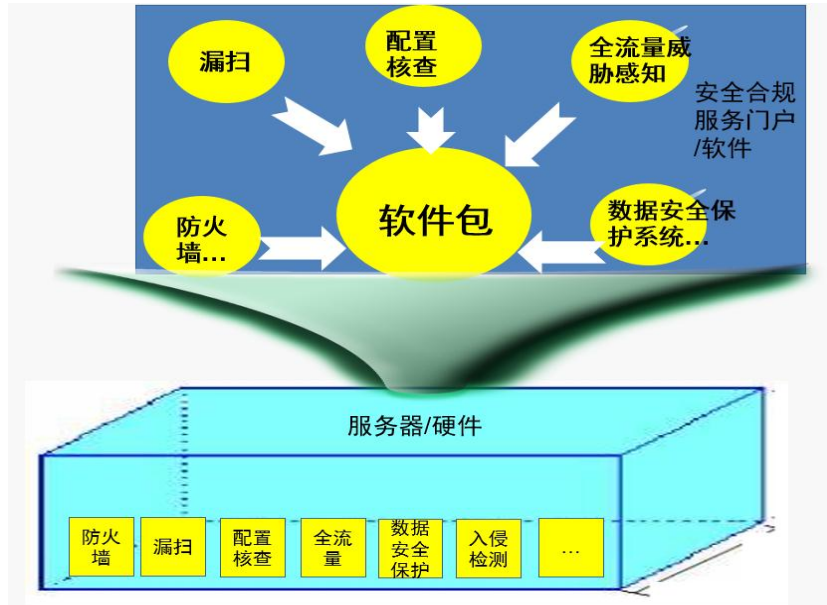 漏扫
配置
核查
全流量威
胁感知
安全合规
服务门户
/软件
软件包
防火
墙...
数据安全保
护系统...
服务器/硬件
防火
墙
漏扫
配置
核查
全流
量
数据
安全
保护
入侵
检测
...